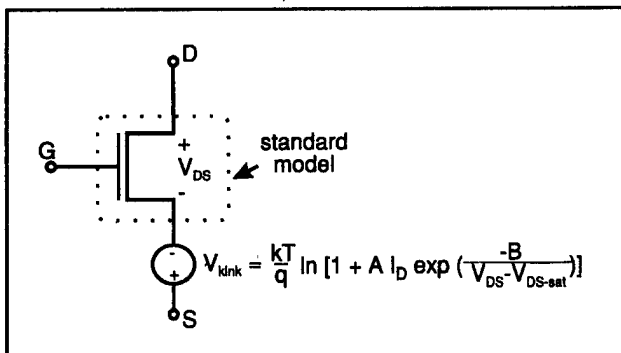 D
G
+
V_DS
-
standard
model
-
+
V_kink = kT/q ln [1 + A I_D exp (-B/(V_DS-V_DS-sat))]
S